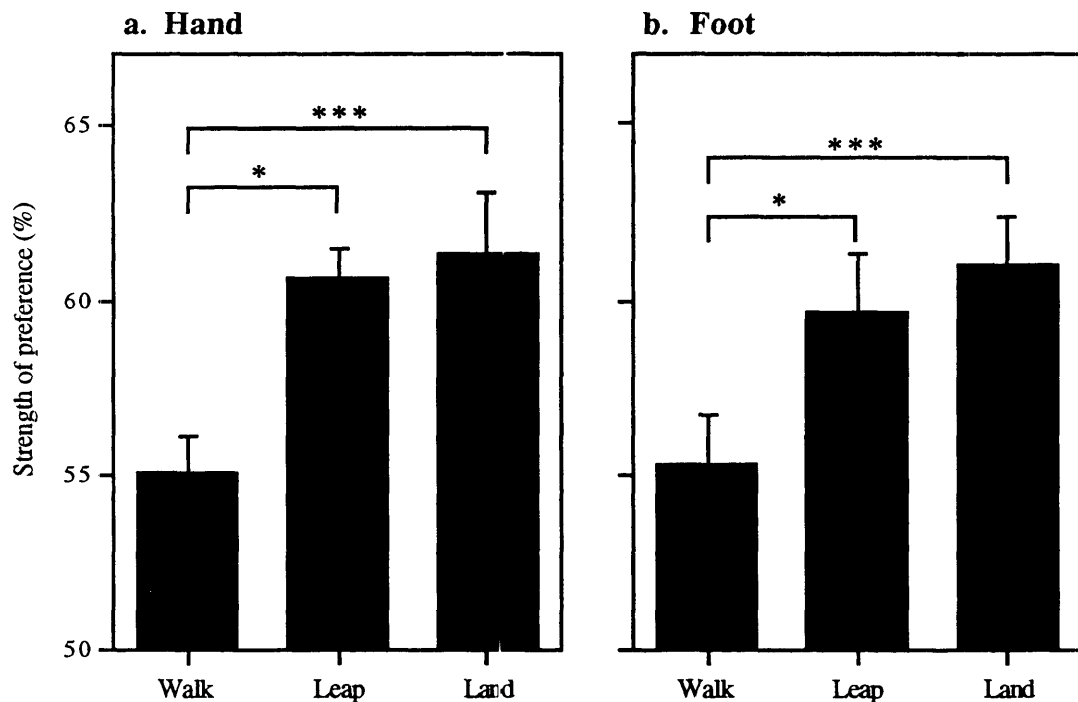 a. Hand
b. Foot
Strength of preference (%)
65
60
55
50
***
*
***
*
Walk Leap Land
Walk Leap Land